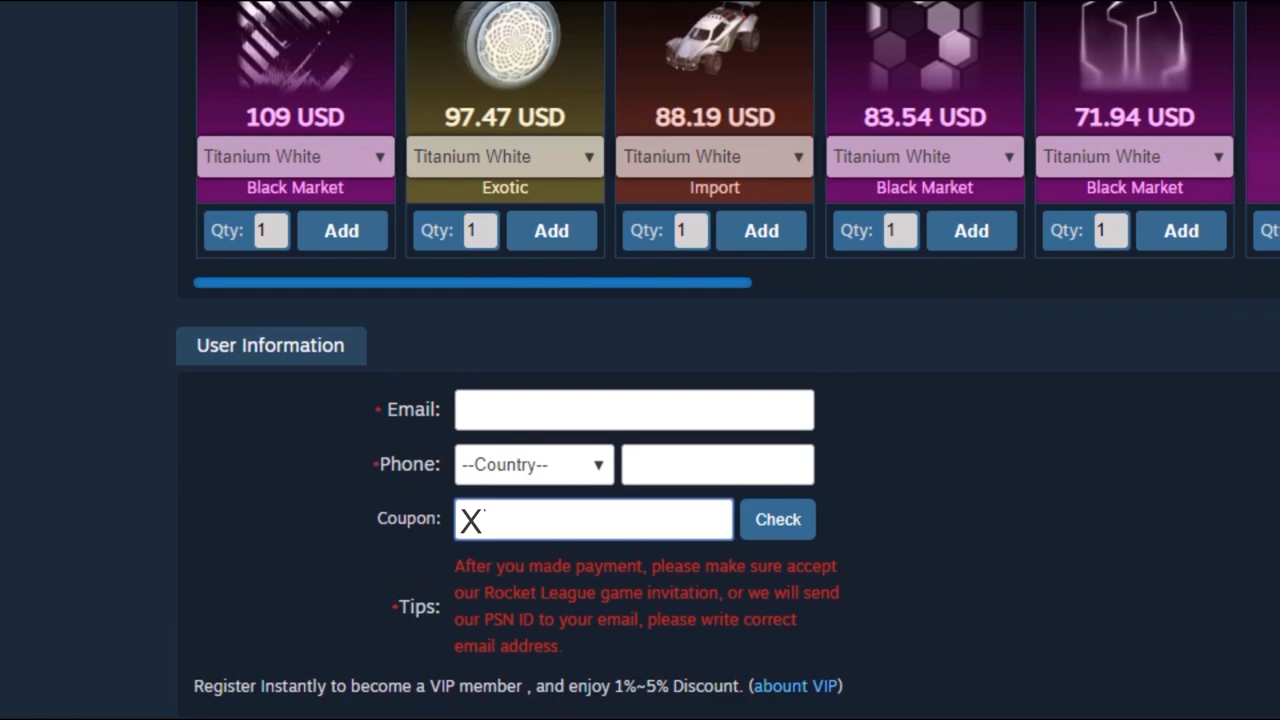 109 USD 97.47 USD 88.19 USD 83.54 USD 71.94 USD
Titanium White Titanium White Titanium White Titanium White Titanium White
Black Market Exotic Import Black Market Black Market
Qty: 1 Add Qty: 1 Add Qty: 1 Add Qty: 1 Add Qty: 1 Add Qt
User Information
* Email:
*Phone: --Country--
Coupon: X Check
*Tips:
After you made payment, please make sure accept
our Rocket League game invitation, or we will send
our PSN ID to your email, please write correct
email address.
Register Instantly to become a VIP member , and enjoy 1%~5% Discount. (abount VIP)